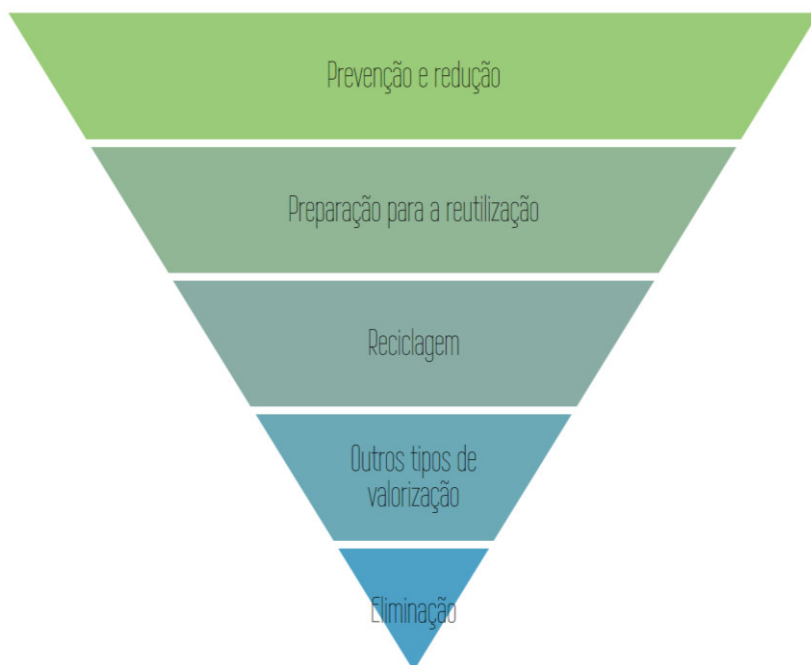 Prevenção e redução
Preparação para a reutilização
Reciclagem
Outros tipos de
valorização
Eliminação